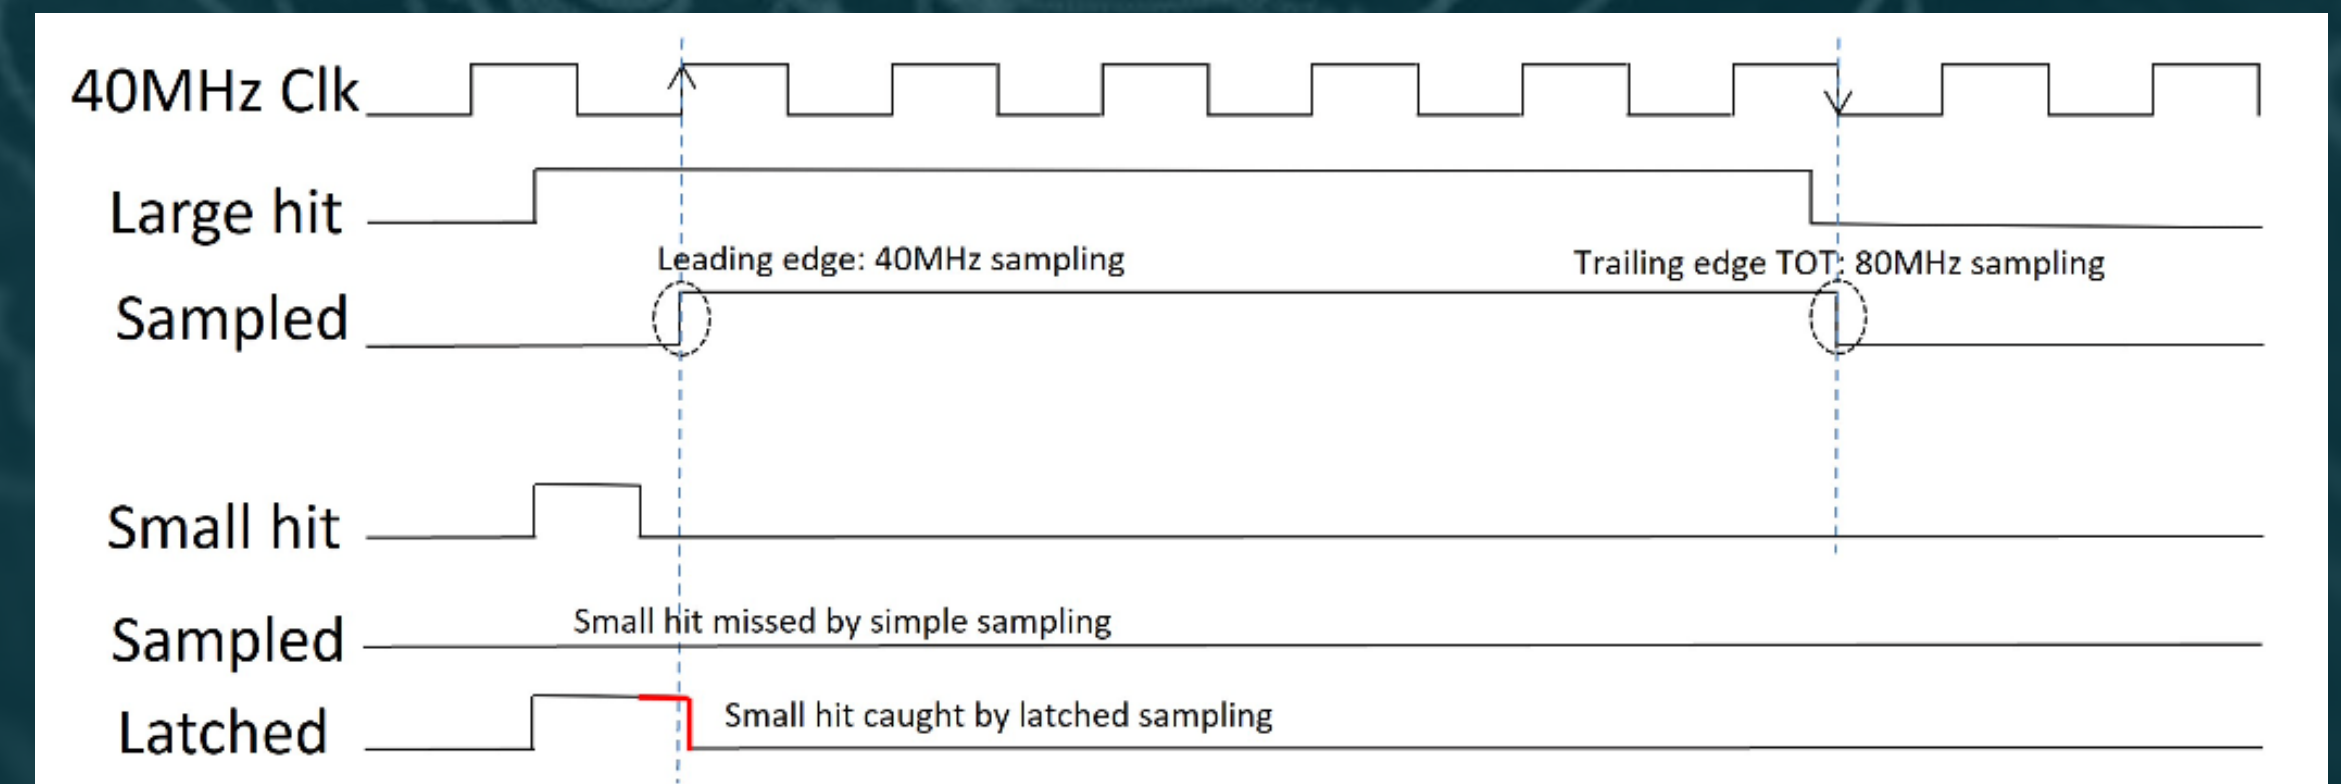 40MHz Clk
Large hit
Leading edge: 40MHz sampling
Trailing edge TOT: 80MHz sampling
Sampled
Small hit
Small hit missed by simple sampling
Sampled
Small hit caught by latched sampling
Latched